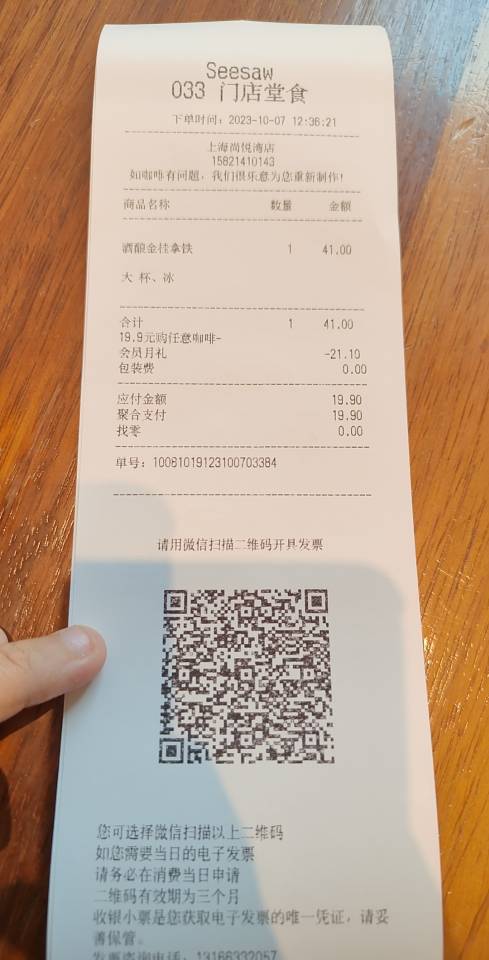 Seesaw
033 门店堂食
下单时间：2023-10-07 12:36:21
上海尚悦湾店
15821410143
如咖啡有问题，我们很乐意为您重新制作！
商品名称 数量 金额
酒酿金桂拿铁 1 41.00
大 杯、冰
合计 1 41.00
19.9元购任意咖啡-
会员月礼 -21.10
包装费 0.00
应付金额 19.90
聚合支付 19.90
找零 0.00
单号：10061019123100703384
请用微信扫描二维码开具发票
您可选择微信扫描以上二维码
如您需要当日的电子发票
请务必在消费当日申请
二维码有效期为三个月
收银小票是您获取电子发票的唯一凭证，请妥
善保管。
发票咨询电话：13166332057